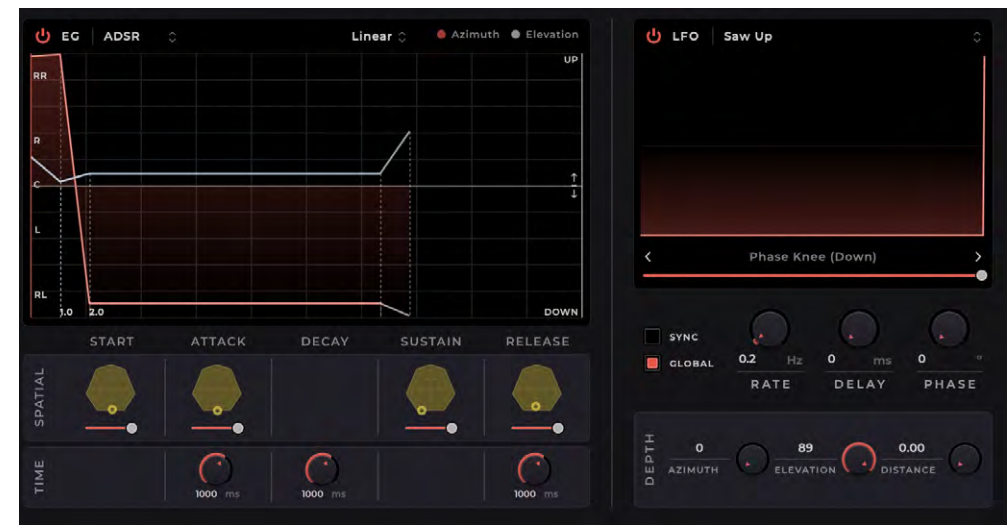 EG ADSR Linear Azimuth Elevation
UP
RR
R
C
L
RL
1.0 2.0 DOWN
START ATTACK DECAY SUSTAIN RELEASE
SPATIAL
TIME
1000 ms 1000 ms 1000 ms
LFO Saw Up
Phase Knee (Down)
SYNC
GLOBAL
0.2 Hz 0 ms 0 °
RATE DELAY PHASE
DEPTH
0 89 0.00
AZIMUTH ELEVATION DISTANCE